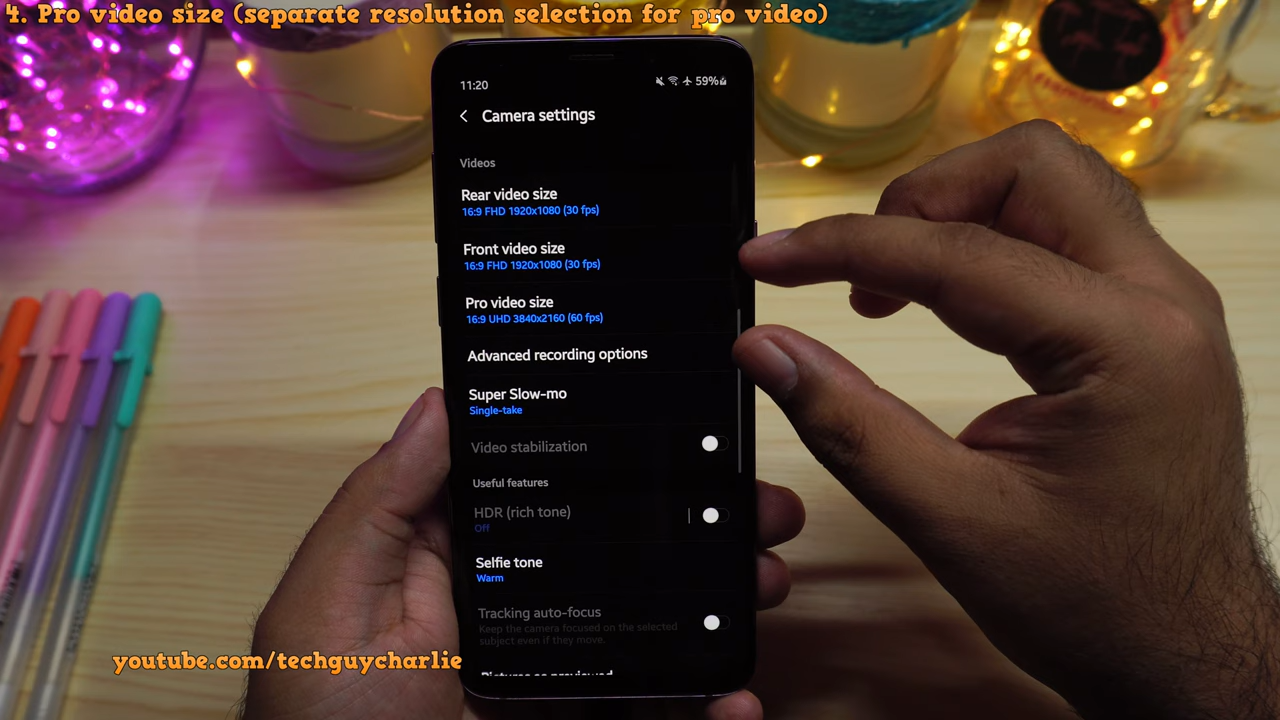 4. Pro video size (separate resolution selection for pro video)
11:20
59%
Camera settings
Videos
Rear video size
16:9 FHD 1920x1080 (30 fps)
Front video size
16:9 FHD 1920x1080 (30 fps)
Pro video size
16:9 UHD 3840x2160 (60 fps)
Advanced recording options
Super Slow-mo
Single-take
Video stabilization
Useful features
HDR (rich tone)
Off
Selfie tone
Warm
Tracking auto-focus
Keep the camera focused on the selected
subject even if they move.
Pictures as previewed
youtube.com/techguycharlie